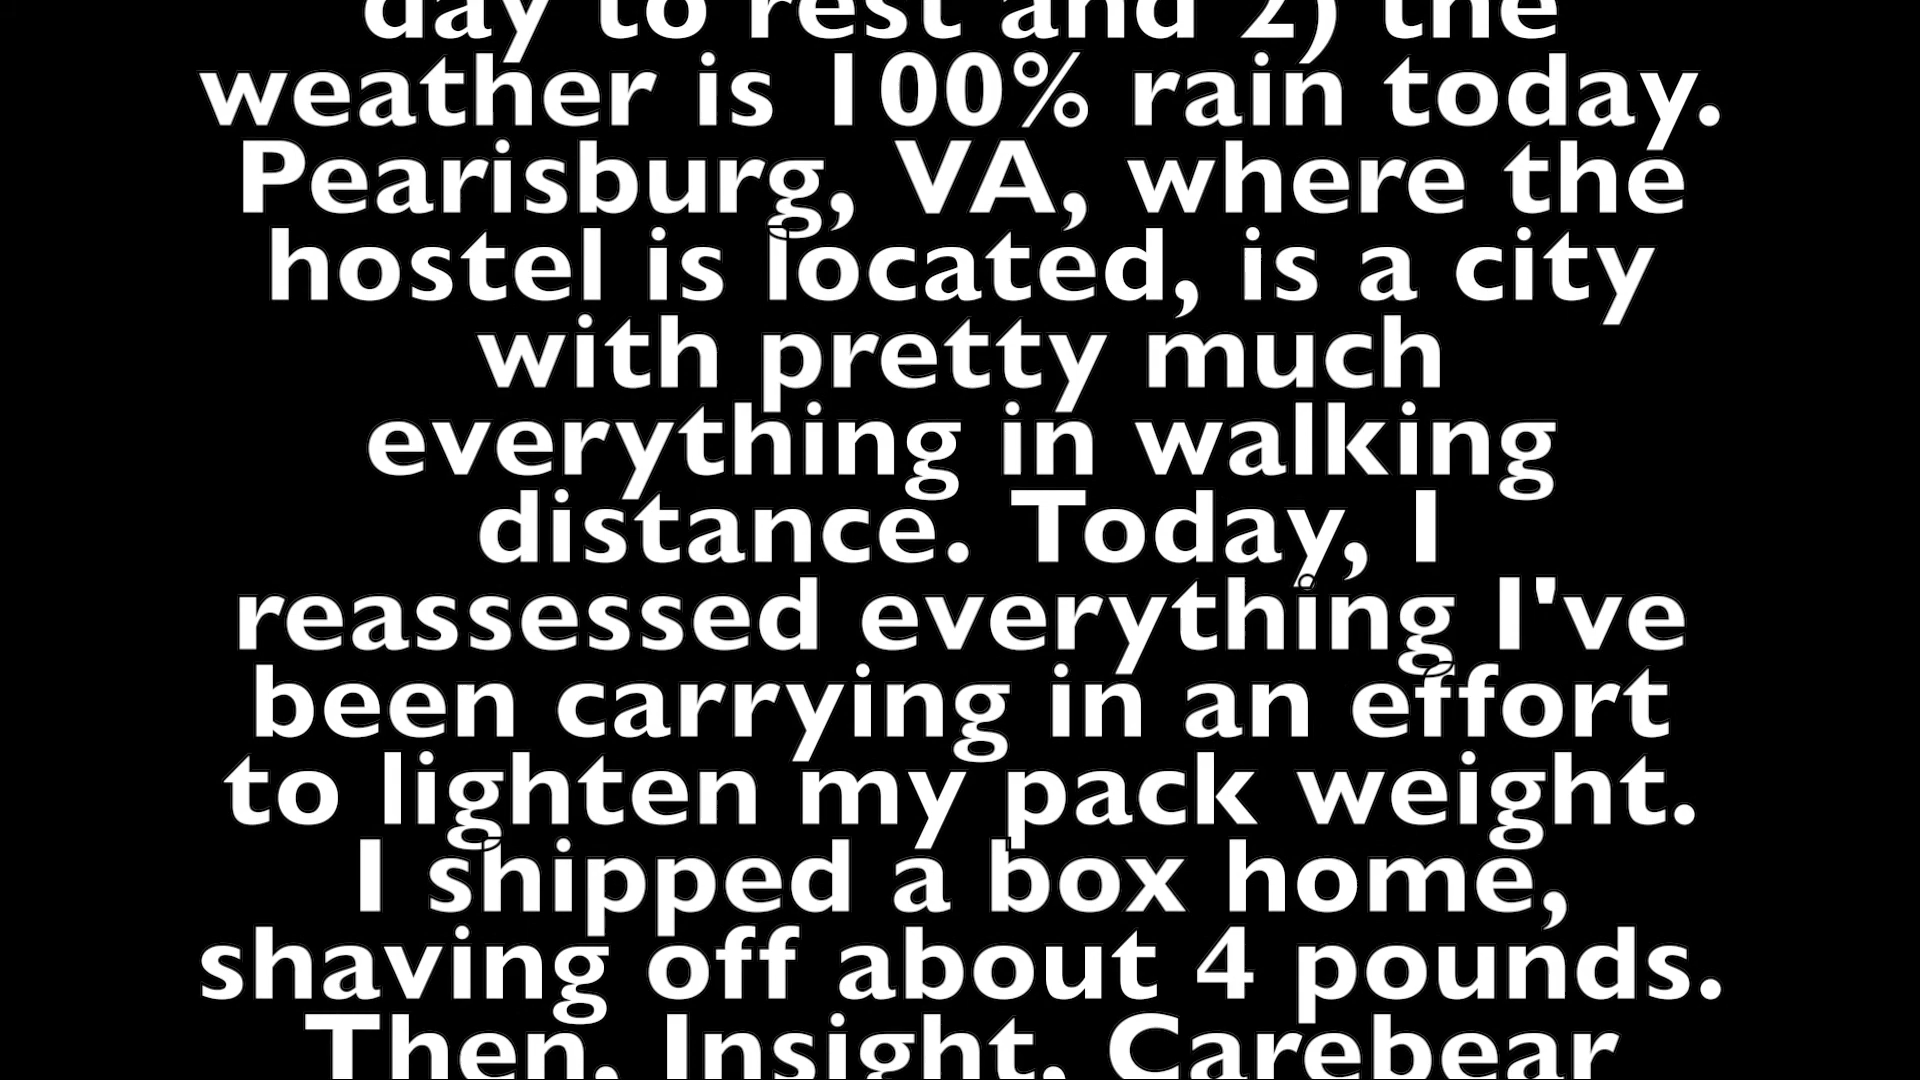 day to rest and 2) the
weather is 100% rain today.
Pearisburg, VA, where the
hostel is located, is a city
with pretty much
everything in walking
distance. Today, I
reassessed everything I've
been carrying in an effort
to lighten my pack weight.
I shipped a box home,
shaving off about 4 pounds.
Then, Insight, Carebear